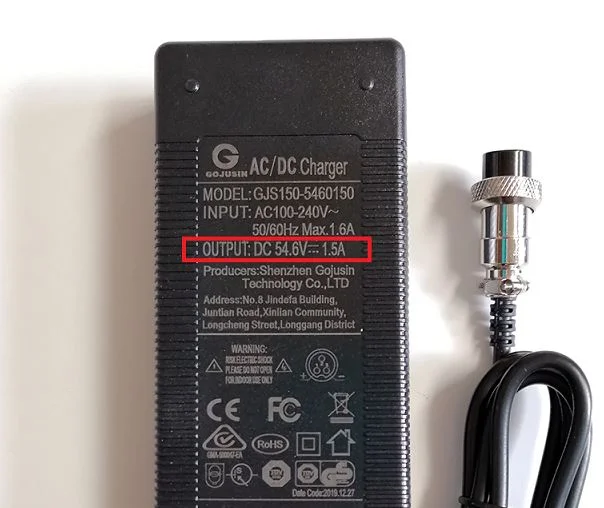 G
GOJUSIN
AC/DC Charger
MODEL: GJS150-5460150
INPUT: AC100-240V~
50/60Hz Max.1.6A
OUTPUT: DC 54.6V⎓ 1.5A
Producers:Shenzhen Gojusin
Technology Co.,LTD
Address:No.8 Jindefa Building,
Juntian Road,Xinlian Community,
Longcheng Street,Longgang District
WARNING:
RISK ELECTRIC SHOCK
PLEASE DO NOT OPEN
FOR INDOOR USE ONLY
CE FC
RoHS
Date Code:2019.12.27